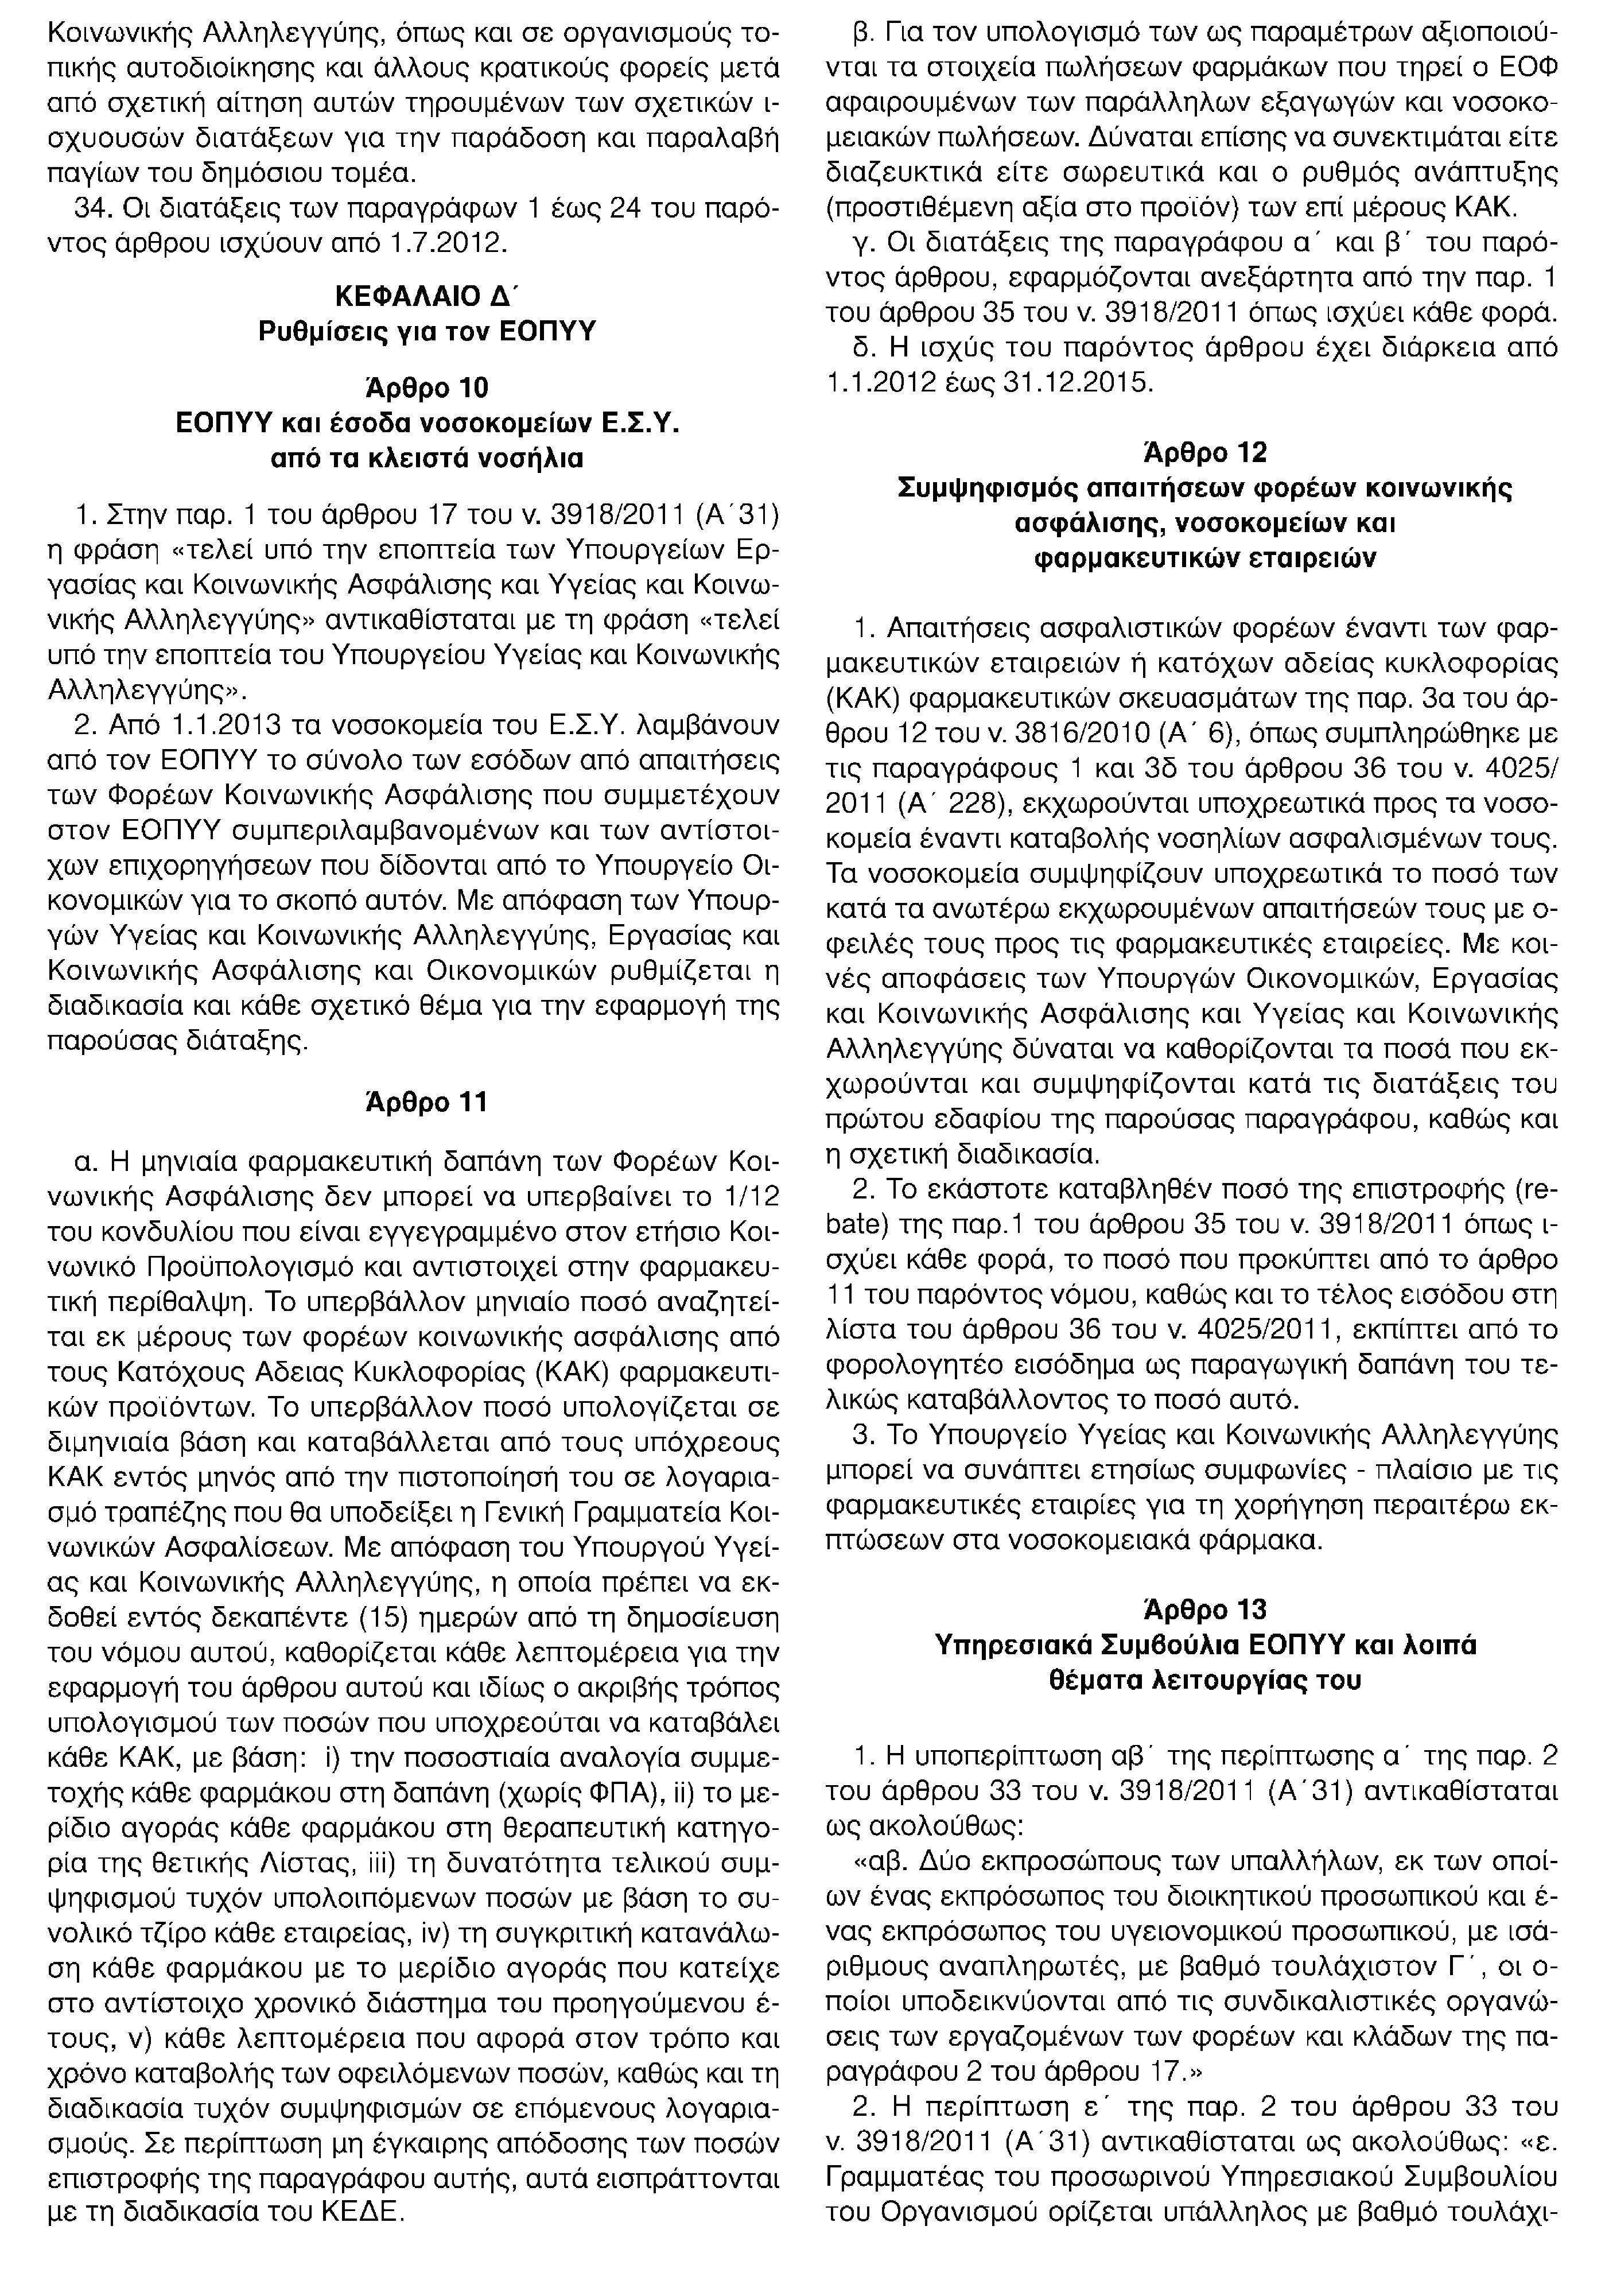 Κοινωνικής Αλληλεγγύης, όπως και σε οργανισμούς το-
πικής αυτοδιοίκησης και άλλους κρατικούς φορείς μετά
από σχετική αίτηση αυτών τηρουμένων των σχετικών ι-
σχυουσών διατάξεων για την παράδοση και παραλαβή
παγίων του δημόσιου τομέα.
34. Οι διατάξεις των παραγράφων 1 έως 24 του παρό-
ντος άρθρου ισχύουν από 1.7.2012.
ΚΕΦΑΛΑΙΟ Δ΄
Ρυθμίσεις για τον ΕΟΠΥΥ
Άρθρο 10
ΕΟΠΥΥ και έσοδα νοσοκομείων Ε.Σ.Υ.
από τα κλειστά νοσήλια
1. Στην παρ. 1 του άρθρου 17 του ν. 3918/2011 (Α΄31)
η φράση «τελεί υπό την εποπτεία των Υπουργείων Ερ-
γασίας και Κοινωνικής Ασφάλισης και Υγείας και Κοινω-
νικής Αλληλεγγύης» αντικαθίσταται με τη φράση «τελεί
υπό την εποπτεία του Υπουργείου Υγείας και Κοινωνικής
Αλληλεγγύης».
2. Από 1.1.2013 τα νοσοκομεία του Ε.Σ.Υ. λαμβάνουν
από τον ΕΟΠΥΥ το σύνολο των εσόδων από απαιτήσεις
των Φορέων Κοινωνικής Ασφάλισης που συμμετέχουν
στον ΕΟΠΥΥ συμπεριλαμβανομένων και των αντίστοι-
χων επιχορηγήσεων που δίδονται από το Υπουργείο Οι-
κονομικών για το σκοπό αυτόν. Με απόφαση των Υπουρ-
γών Υγείας και Κοινωνικής Αλληλεγγύης, Εργασίας και
Κοινωνικής Ασφάλισης και Οικονομικών ρυθμίζεται η
διαδικασία και κάθε σχετικό θέμα για την εφαρμογή της
παρούσας διάταξης.
Άρθρο 11
α. Η μηνιαία φαρμακευτική δαπάνη των Φορέων Κοι-
νωνικής Ασφάλισης δεν μπορεί να υπερβαίνει το 1/12
του κονδυλίου που είναι εγγεγραμμένο στον ετήσιο Κοι-
νωνικό Προϋπολογισμό και αντιστοιχεί στην φαρμακευ-
τική περίθαλψη. Το υπερβάλλον μηνιαίο ποσό αναζητεί-
ται εκ μέρους των φορέων κοινωνικής ασφάλισης από
τους Κατόχους Αδειας Κυκλοφορίας (ΚΑΚ) φαρμακευτι-
κών προϊόντων. Το υπερβάλλον ποσό υπολογίζεται σε
διμηνιαία βάση και καταβάλλεται από τους υπόχρεους
ΚΑΚ εντός μηνός από την πιστοποίησή του σε λογαρια-
σμό τραπέζης που θα υποδείξει η Γενική Γραμματεία Κοι-
νωνικών Ασφαλίσεων. Με απόφαση του Υπουργού Υγεί-
ας και Κοινωνικής Αλληλεγγύης, η οποία πρέπει να εκ-
δοθεί εντός δεκαπέντε (15) ημερών από τη δημοσίευση
του νόμου αυτού, καθορίζεται κάθε λεπτομέρεια για την
εφαρμογή του άρθρου αυτού και ιδίως ο ακριβής τρόπος
υπολογισμού των ποσών που υποχρεούται να καταβάλει
κάθε ΚΑΚ, με βάση: i) την ποσοστιαία αναλογία συμμε-
τοχής κάθε φαρμάκου στη δαπάνη (χωρίς ΦΠΑ), ii) το με-
ρίδιο αγοράς κάθε φαρμάκου στη θεραπευτική κατηγο-
ρία της θετικής Λίστας, iii) τη δυνατότητα τελικού συμ-
ψηφισμού τυχόν υπολοιπόμενων ποσών με βάση το συ-
νολικό τζίρο κάθε εταιρείας, iv) τη συγκριτική κατανάλω-
ση κάθε φαρμάκου με το μερίδιο αγοράς που κατείχε
στο αντίστοιχο χρονικό διάστημα του προηγούμενου έ-
τους, v) κάθε λεπτομέρεια που αφορά στον τρόπο και
χρόνο καταβολής των οφειλόμενων ποσών, καθώς και τη
διαδικασία τυχόν συμψηφισμών σε επόμενους λογαρια-
σμούς. Σε περίπτωση μη έγκαιρης απόδοσης των ποσών
επιστροφής της παραγράφου αυτής, αυτά εισπράττονται
με τη διαδικασία του ΚΕΔΕ.
β. Για τον υπολογισμό των ως παραμέτρων αξιοποιού-
νται τα στοιχεία πωλήσεων φαρμάκων που τηρεί ο ΕΟΦ
αφαιρουμένων των παράλληλων εξαγωγών και νοσοκο-
μειακών πωλήσεων. Δύναται επίσης να συνεκτιμάται είτε
διαζευκτικά είτε σωρευτικά και ο ρυθμός ανάπτυξης
(προστιθέμενη αξία στο προϊόν) των επί μέρους ΚΑΚ.
γ. Οι διατάξεις της παραγράφου α΄ και β΄ του παρό-
ντος άρθρου, εφαρμόζονται ανεξάρτητα από την παρ. 1
του άρθρου 35 του ν. 3918/2011 όπως ισχύει κάθε φορά.
δ. Η ισχύς του παρόντος άρθρου έχει διάρκεια από
1.1.2012 έως 31.12.2015.
Άρθρο 12
Συμψηφισμός απαιτήσεων φορέων κοινωνικής
ασφάλισης, νοσοκομείων και
φαρμακευτικών εταιρειών
1. Απαιτήσεις ασφαλιστικών φορέων έναντι των φαρ-
μακευτικών εταιρειών ή κατόχων αδείας κυκλοφορίας
(ΚΑΚ) φαρμακευτικών σκευασμάτων της παρ. 3α του άρ-
θρου 12 του ν. 3816/2010 (Α΄ 6), όπως συμπληρώθηκε με
τις παραγράφους 1 και 3δ του άρθρου 36 του ν. 4025/
2011 (Α΄ 228), εκχωρούνται υποχρεωτικά προς τα νοσο-
κομεία έναντι καταβολής νοσηλίων ασφαλισμένων τους.
Τα νοσοκομεία συμψηφίζουν υποχρεωτικά το ποσό των
κατά τα ανωτέρω εκχωρουμένων απαιτήσεών τους με ο-
φειλές τους προς τις φαρμακευτικές εταιρείες. Με κοι-
νές αποφάσεις των Υπουργών Οικονομικών, Εργασίας
και Κοινωνικής Ασφάλισης και Υγείας και Κοινωνικής
Αλληλεγγύης δύναται να καθορίζονται τα ποσά που εκ-
χωρούνται και συμψηφίζονται κατά τις διατάξεις του
πρώτου εδαφίου της παρούσας παραγράφου, καθώς και
η σχετική διαδικασία.
2. Το εκάστοτε καταβληθέν ποσό της επιστροφής (re-
bate) της παρ.1 του άρθρου 35 του ν. 3918/2011 όπως ι-
σχύει κάθε φορά, το ποσό που προκύπτει από το άρθρο
11 του παρόντος νόμου, καθώς και το τέλος εισόδου στη
λίστα του άρθρου 36 του ν. 4025/2011, εκπίπτει από το
φορολογητέο εισόδημα ως παραγωγική δαπάνη του τε-
λικώς καταβάλλοντος το ποσό αυτό.
3. Το Υπουργείο Υγείας και Κοινωνικής Αλληλεγγύης
μπορεί να συνάπτει ετησίως συμφωνίες - πλαίσιο με τις
φαρμακευτικές εταιρίες για τη χορήγηση περαιτέρω εκ-
πτώσεων στα νοσοκομειακά φάρμακα.
Άρθρο 13
Υπηρεσιακά Συμβούλια ΕΟΠΥΥ και λοιπά
θέματα λειτουργίας του
1. Η υποπερίπτωση αβ΄ της περίπτωσης α΄ της παρ. 2
του άρθρου 33 του ν. 3918/2011 (Α΄31) αντικαθίσταται
ως ακολούθως:
«αβ. Δύο εκπροσώπους των υπαλλήλων, εκ των οποί-
ων ένας εκπρόσωπος του διοικητικού προσωπικού και έ-
νας εκπρόσωπος του υγειονομικού προσωπικού, με ισά-
ριθμους αναπληρωτές, με βαθμό τουλάχιστον Γ΄, οι ο-
ποίοι υποδεικνύονται από τις συνδικαλιστικές οργανώ-
σεις των εργαζομένων των φορέων και κλάδων της πα-
ραγράφου 2 του άρθρου 17.»
2. Η περίπτωση ε΄ της παρ. 2 του άρθρου 33 του
ν. 3918/2011 (Α΄31) αντικαθίσταται ως ακολούθως: «ε.
Γραμματέας του προσωρινού Υπηρεσιακού Συμβουλίου
του Οργανισμού ορίζεται υπάλληλος με βαθμό τουλάχι-